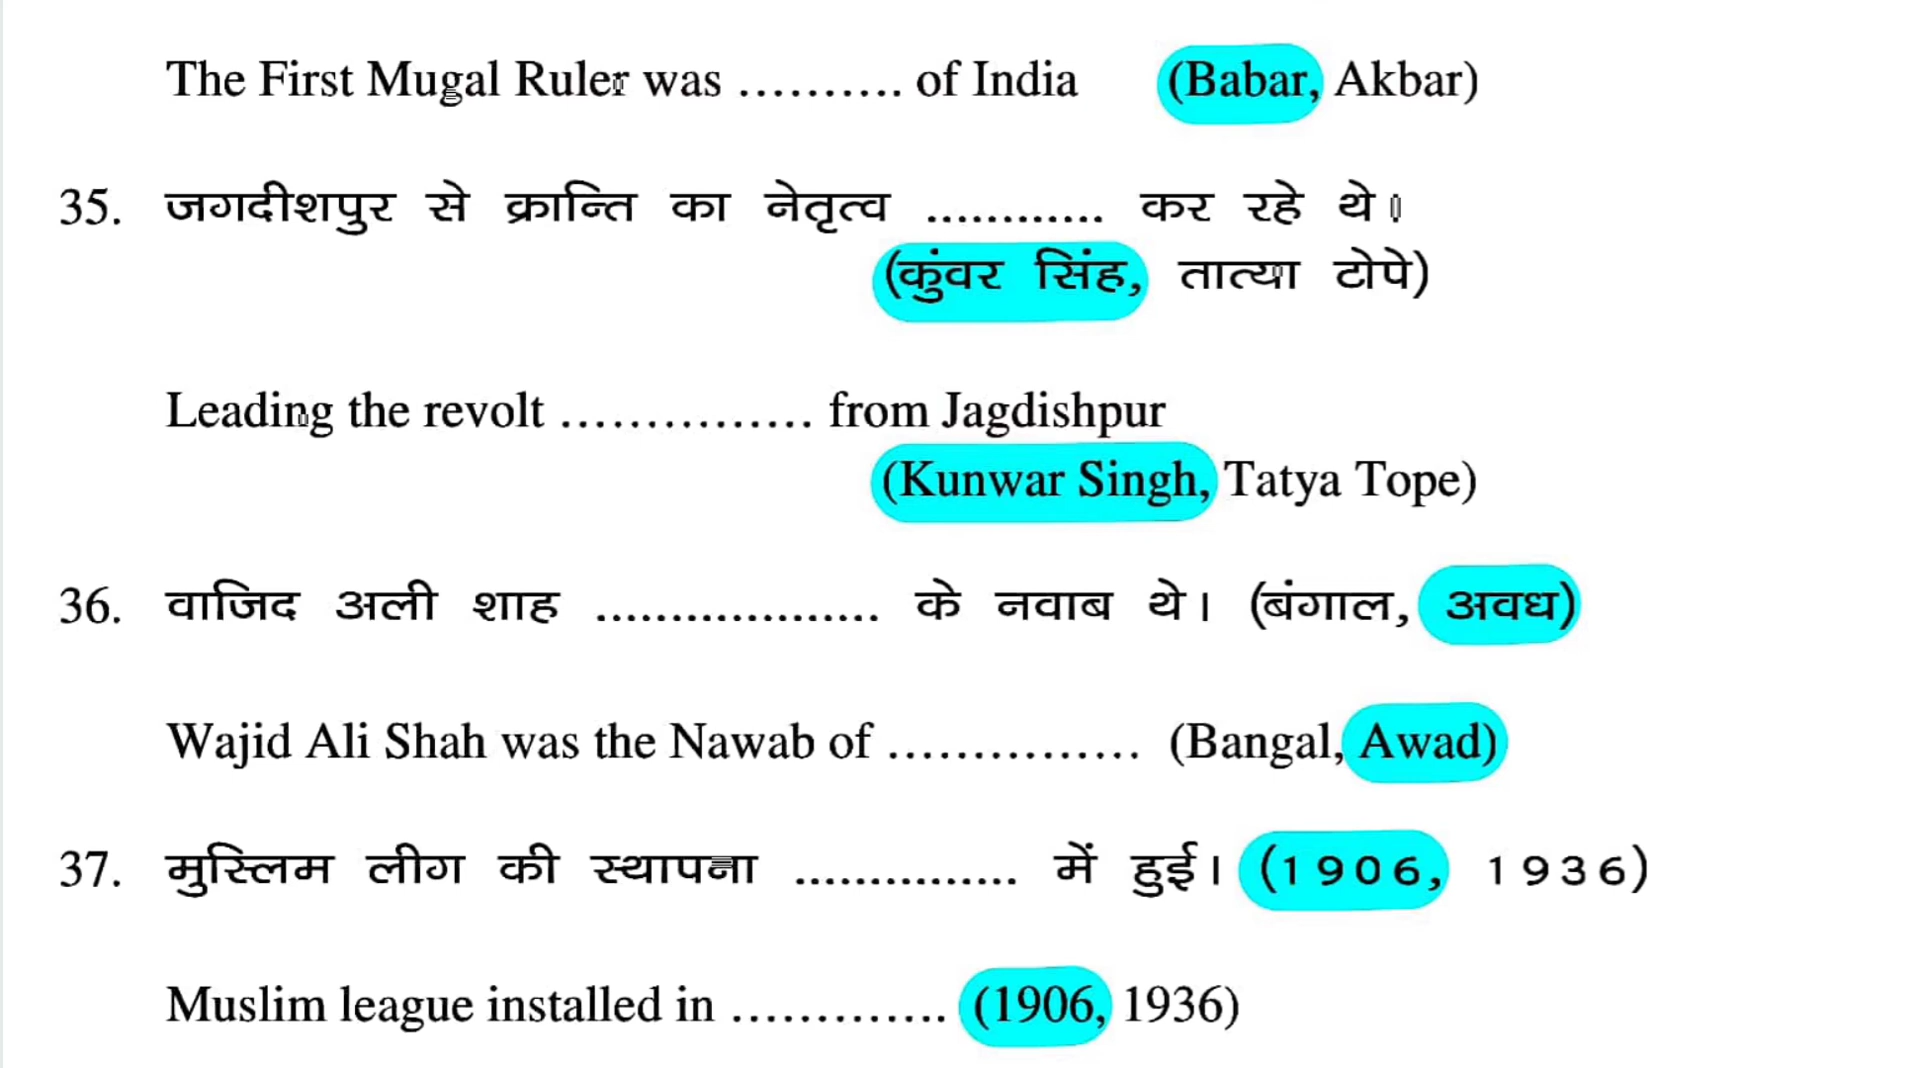 The First Mugal Ruler was .......... of India (Babar, Akbar)
35. जगदीशपुर से क्रान्ति का नेतृत्व ............ कर रहे थे।
(कुंवर सिंह, तात्या टोपे)
Leading the revolt ............... from Jagdishpur
(Kunwar Singh, Tatya Tope)
36. वाजिद अली शाह ................... के नवाब थे। (बंगाल, अवध)
Wajid Ali Shah was the Nawab of ............... (Bangal, Awad)
37. मुस्लिम लीग की स्थापना ............... में हुई। (1906, 1936)
Muslim league installed in ............. (1906, 1936)